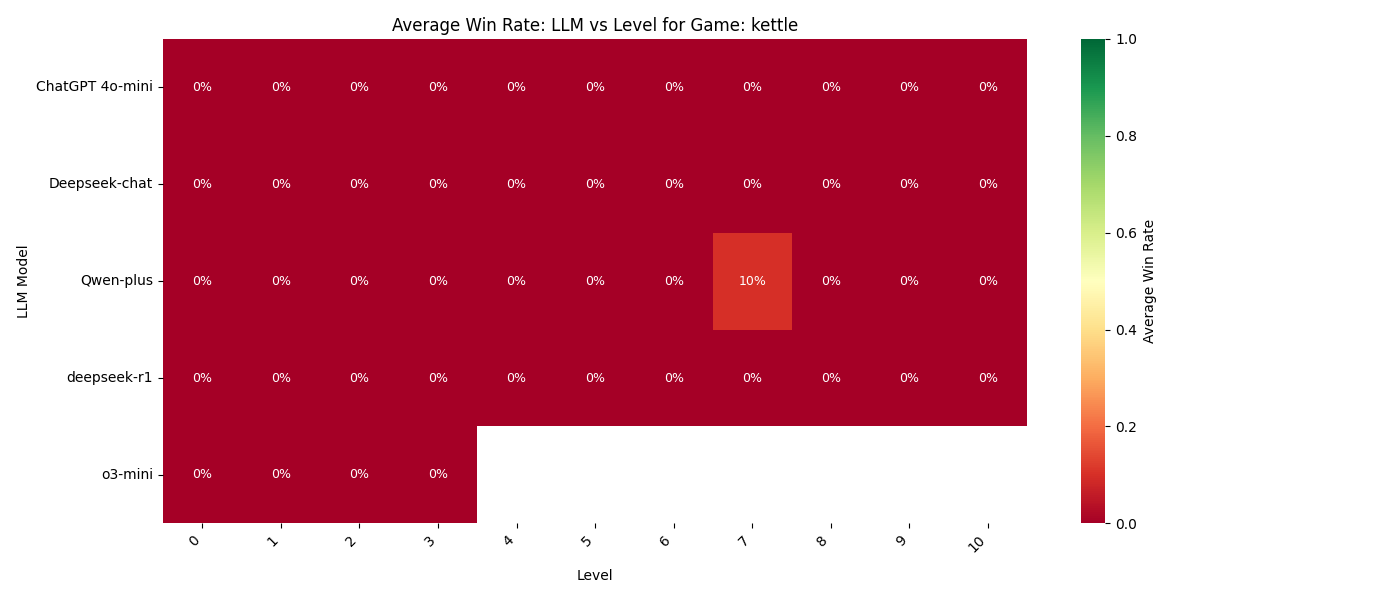 Average Win Rate: LLM vs Level for Game: kettle
LLM Model
ChatGPT 4o-mini 0% 0% 0% 0% 0% 0% 0% 0% 0% 0% 0%
Deepseek-chat 0% 0% 0% 0% 0% 0% 0% 0% 0% 0% 0%
Qwen-plus 0% 0% 0% 0% 0% 0% 0% 10% 0% 0% 0%
deepseek-r1 0% 0% 0% 0% 0% 0% 0% 0% 0% 0% 0%
o3-mini 0% 0% 0% 0%
0 1 2 3 4 5 6 7 8 9 10
Level
1.0
0.8
0.6
0.4
0.2
0.0
Average Win Rate